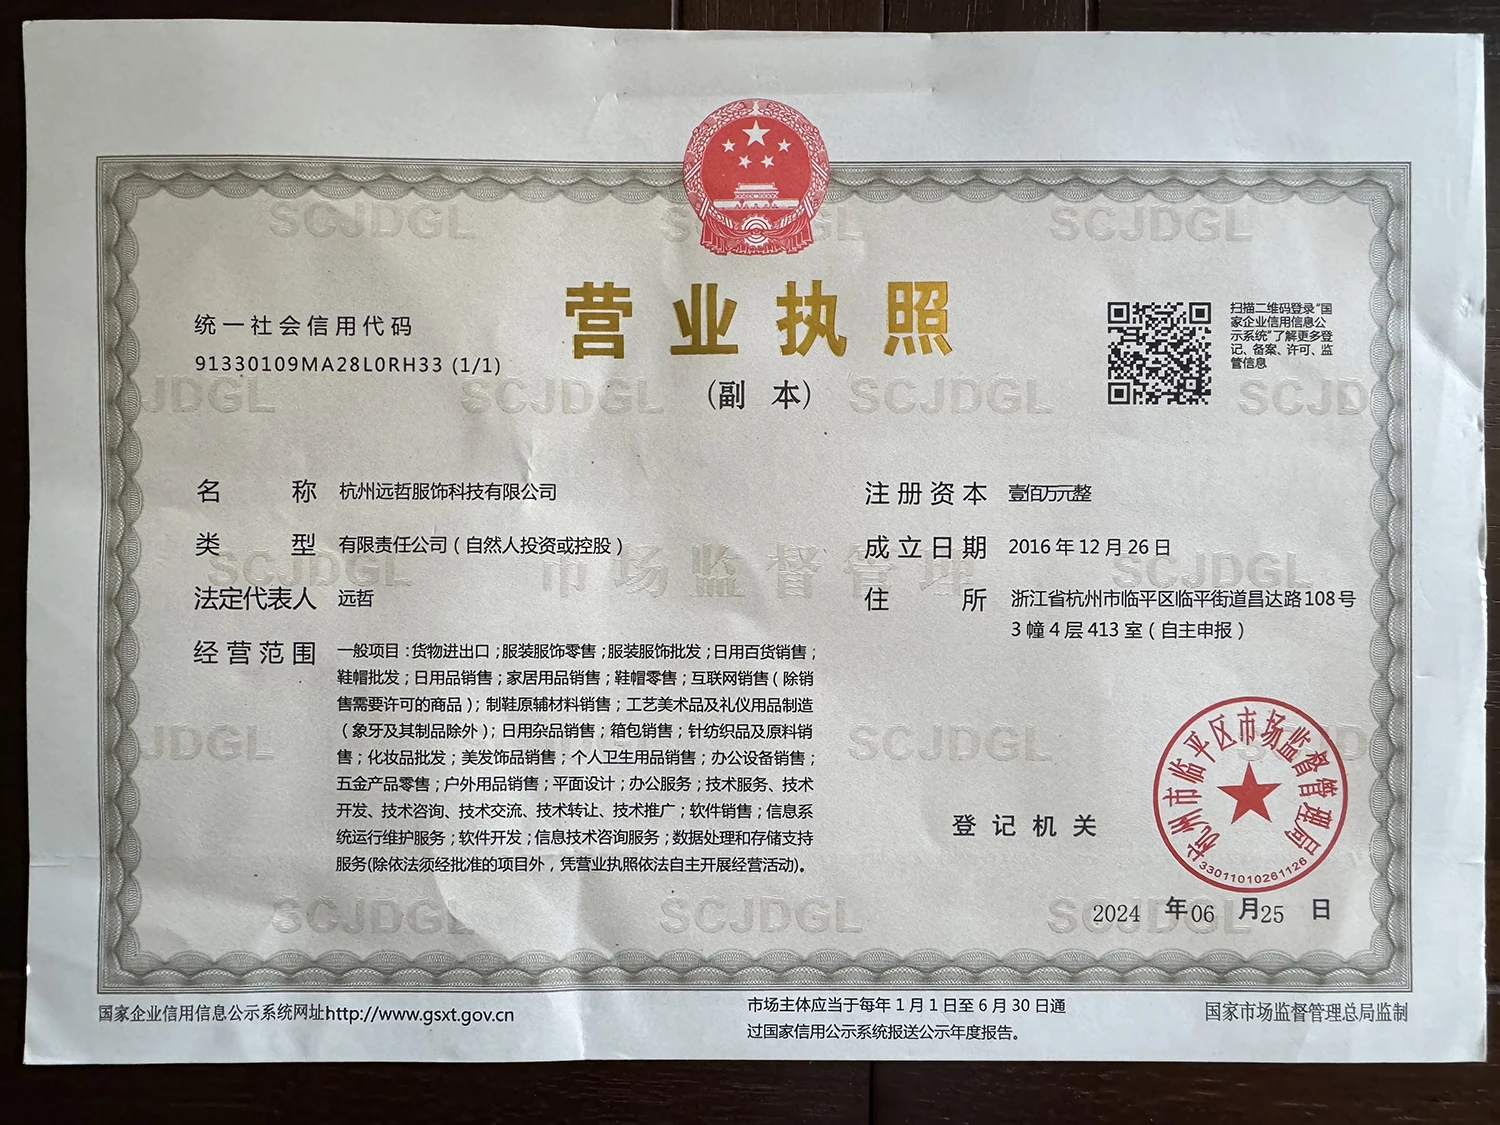 营业执照
(副 本)
统一社会信用代码
91330109MA28L0RH33 (1/1)
扫描二维码登录“国
家企业信用信息公
示系统”了解更多登
记、备案、许可、监
管信息
名 称 杭州远哲服饰科技有限公司
类 型 有限责任公司(自然人投资或控股)
法定代表人 远哲
经营范围 一般项目:货物进出口;服装服饰零售;服装服饰批发;日用百货销售;
鞋帽批发;日用品销售;家居用品销售;鞋帽零售;互联网销售(除销
售需要许可的商品);制鞋原辅材料销售;工艺美术品及礼仪用品制造
(象牙及其制品除外);日用杂品销售;箱包销售;针纺织品及原料销
售;化妆品批发;美发饰品销售;个人卫生用品销售;办公设备销售;
五金产品零售;户外用品销售;平面设计;办公服务;技术服务、技术
开发、技术咨询、技术交流、技术转让、技术推广;软件销售;信息系
统运行维护服务;软件开发;信息技术咨询服务;数据处理和存储支持
服务(除依法须经批准的项目外,凭营业执照依法自主开展经营活动)。
注册资本 壹佰万元整
成立日期 2016年12月26日
住 所 浙江省杭州市临平区临平街道昌达路108号
3幢4层413室(自主申报)
登记机关
杭州市临平区市场监督管理局
33011010261126
2024 年06 月25 日
SCJDGL
SCJDGL
SCJDGL
JDGL
SCJDGL
SCJDGL
SCJD
SCJDGL
市场监督管理
SCJDGL
JDGL
SCJDGL
SCJDGL
SCJDGL
SCJDGL
国家企业信用信息公示系统网址http://www.gsxt.gov.cn
市场主体应当于每年1月1日至6月30日通
过国家信用公示系统报送公示年度报告。
国家市场监督管理总局监制